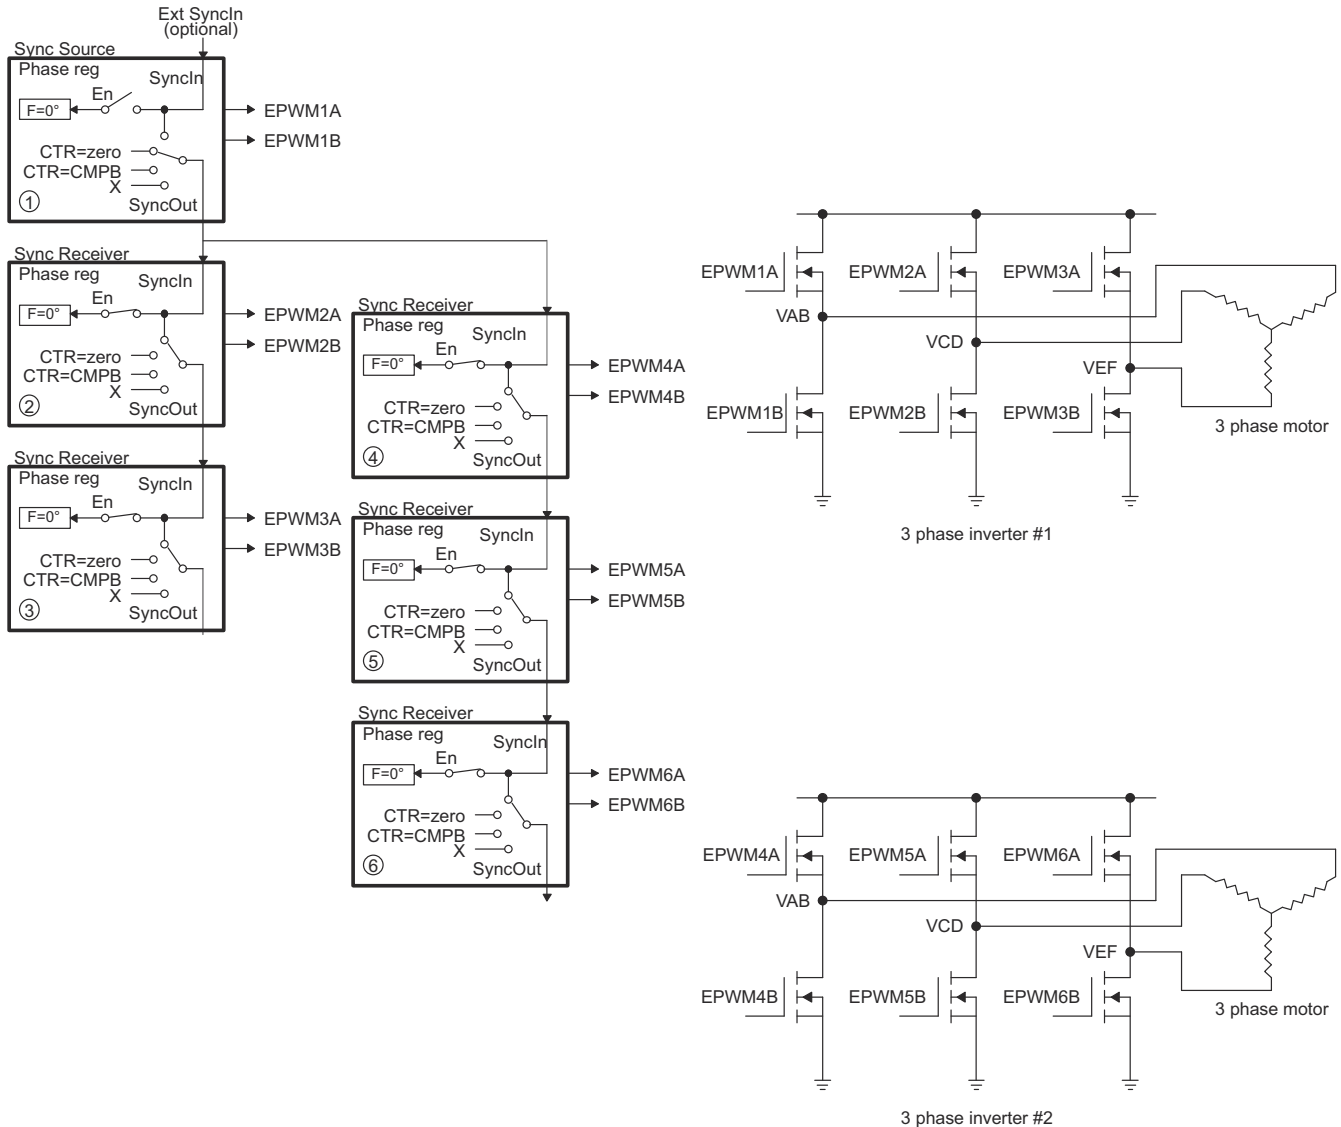 Ext SyncIn
(optional)
Sync Source
Phase reg
SyncIn
En
F=0°
EPWM1A
EPWM1B
CTR=zero
CTR=CMPB
X
1
SyncOut
Sync Receiver
Phase reg
SyncIn
En
F=0°
EPWM2A
EPWM2B
CTR=zero
CTR=CMPB
X
2
SyncOut
Sync Receiver
Phase reg
SyncIn
En
F=0°
EPWM3A
EPWM3B
CTR=zero
CTR=CMPB
X
3
SyncOut
Sync Receiver
Phase reg
SyncIn
En
F=0°
EPWM4A
EPWM4B
CTR=zero
CTR=CMPB
X
4
SyncOut
Sync Receiver
Phase reg
SyncIn
En
F=0°
EPWM5A
EPWM5B
CTR=zero
CTR=CMPB
X
5
SyncOut
Sync Receiver
Phase reg
SyncIn
En
F=0°
EPWM6A
EPWM6B
CTR=zero
CTR=CMPB
X
6
SyncOut
EPWM1A
EPWM2A
EPWM3A
VAB
VCD
VEF
EPWM1B
EPWM2B
EPWM3B
3 phase motor
3 phase inverter #1
EPWM4A
EPWM5A
EPWM6A
VAB
VCD
VEF
EPWM4B
EPWM5B
EPWM6B
3 phase motor
3 phase inverter #2